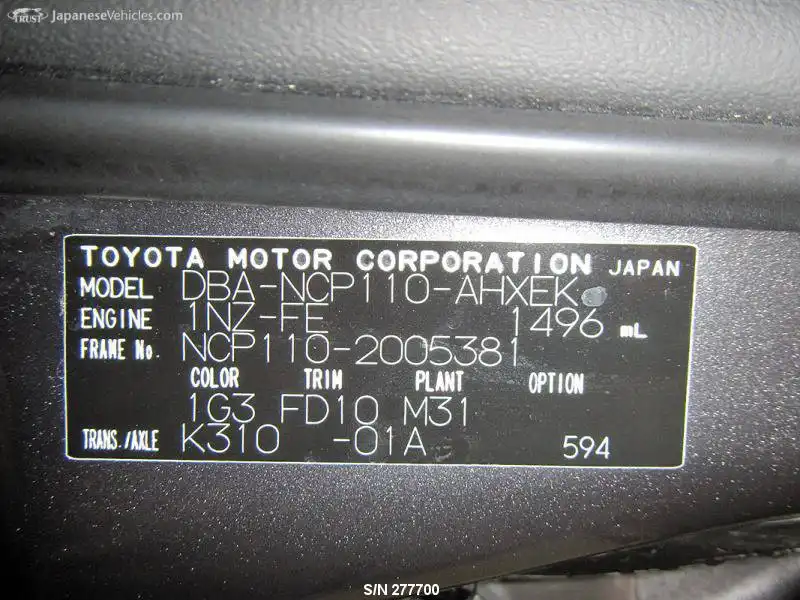 TRUST JapaneseVehicles.com
TOYOTA MOTOR CORPORATION JAPAN
MODEL DBA-NCP110-AHXEK
ENGINE 1NZ-FE 1496 mL
FRAME No. NCP110-2005381
COLOR TRIM PLANT OPTION
1G3 FD10 M31
TRANS./AXLE K310 -01A 594
S/N 277700